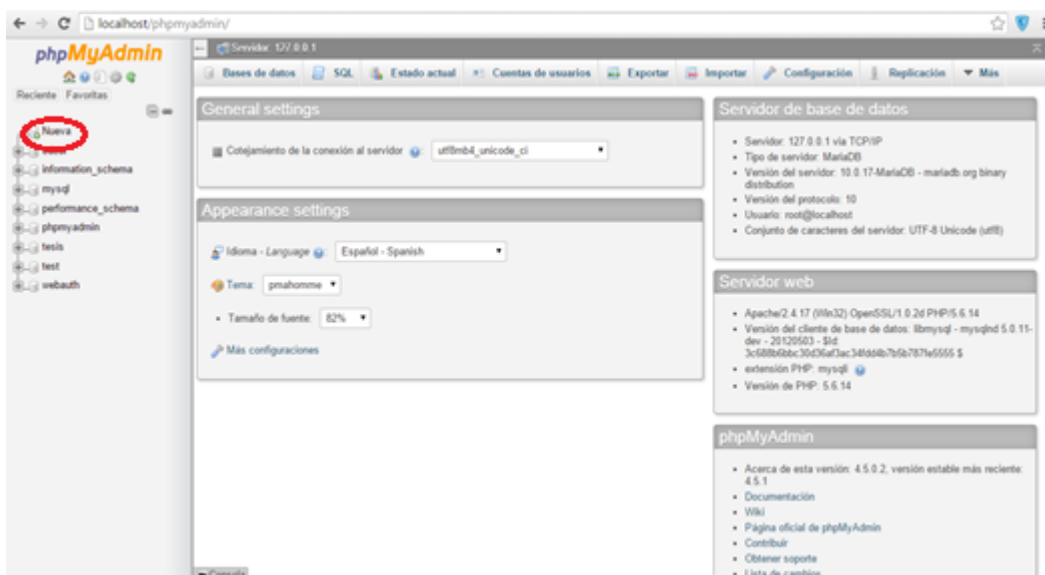 localhost/phpmyadmin/
phpMyAdmin
Reciente Favoritas
Nueva
information_schema
mysql
performance_schema
phpmyadmin
tesis
test
webauth
Servidor: 127.0.0.1
Bases de datos SQL Estado actual Cuentas de usuarios Exportar Importar Configuración Replicación Más
General settings
Cotejamiento de la conexión al servidor : utf8mb4_unicode_ci
Appearance settings
Idioma - Language : Español - Spanish
Tema: pmahomme
Tamaño de fuente: 82%
Más configuraciones
Servidor de base de datos
Servidor: 127.0.0.1 via TCP/IP
Tipo de servidor: MariaDB
Versión del servidor: 10.0.17-MariaDB - mariadb.org binary
distribution
Versión del protocolo: 10
Usuario: root@localhost
Conjunto de caracteres del servidor: UTF-8 Unicode (utf8)
Servidor web
Apache/2.4.17 (Win32) OpenSSL/1.0.2d PHP/5.6.14
Versión del cliente de base de datos: libmysql - mysqlnd 5.0.11-
dev - 20120503 - $Id:
$
extensión PHP: mysqli
Versión de PHP: 5.6.14
phpMyAdmin
Acerca de esta versión: 4.5.0.2, versión estable más reciente:
4.5.1
Documentación
Wiki
Página oficial de phpMyAdmin
Contribuir
Obtener soporte
Lista de cambios
Consola